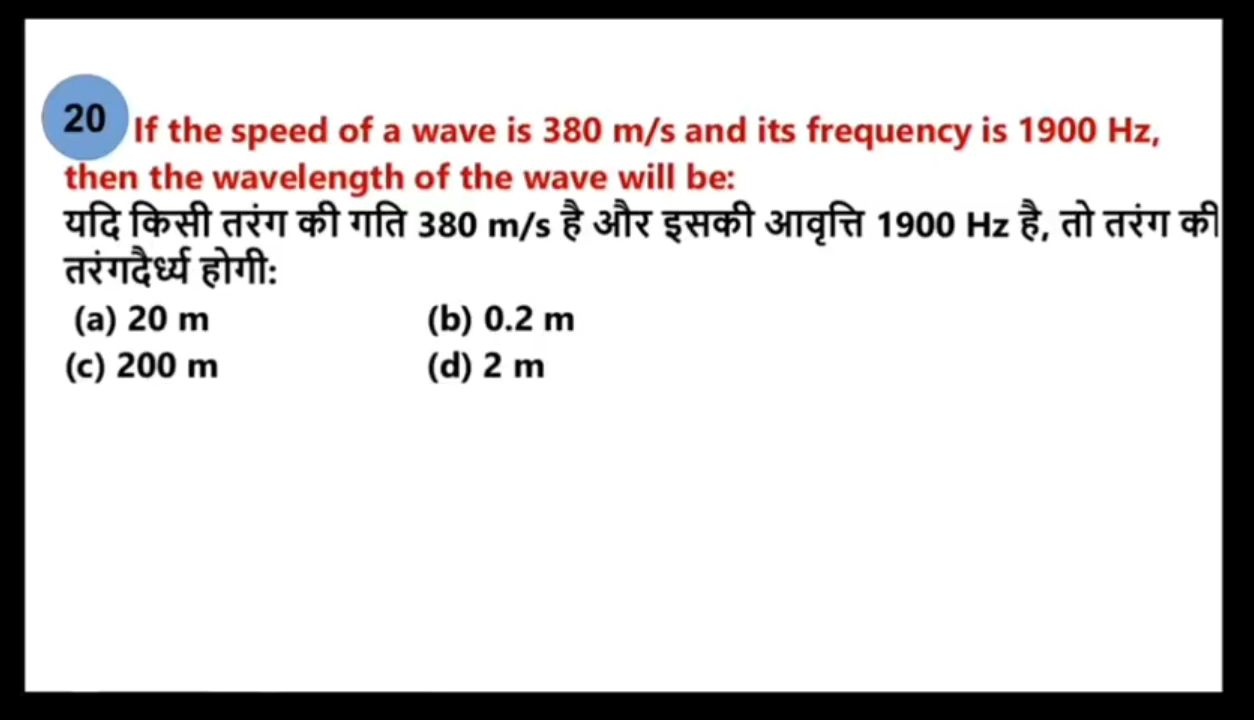 20 If the speed of a wave is 380 m/s and its frequency is 1900 Hz,
then the wavelength of the wave will be:
यदि किसी तरंग की गति 380 m/s है और इसकी आवृत्ति 1900 Hz है, तो तरंग की
तरंगदैर्ध्य होगी:
(a) 20 m (b) 0.2 m
(c) 200 m (d) 2 m